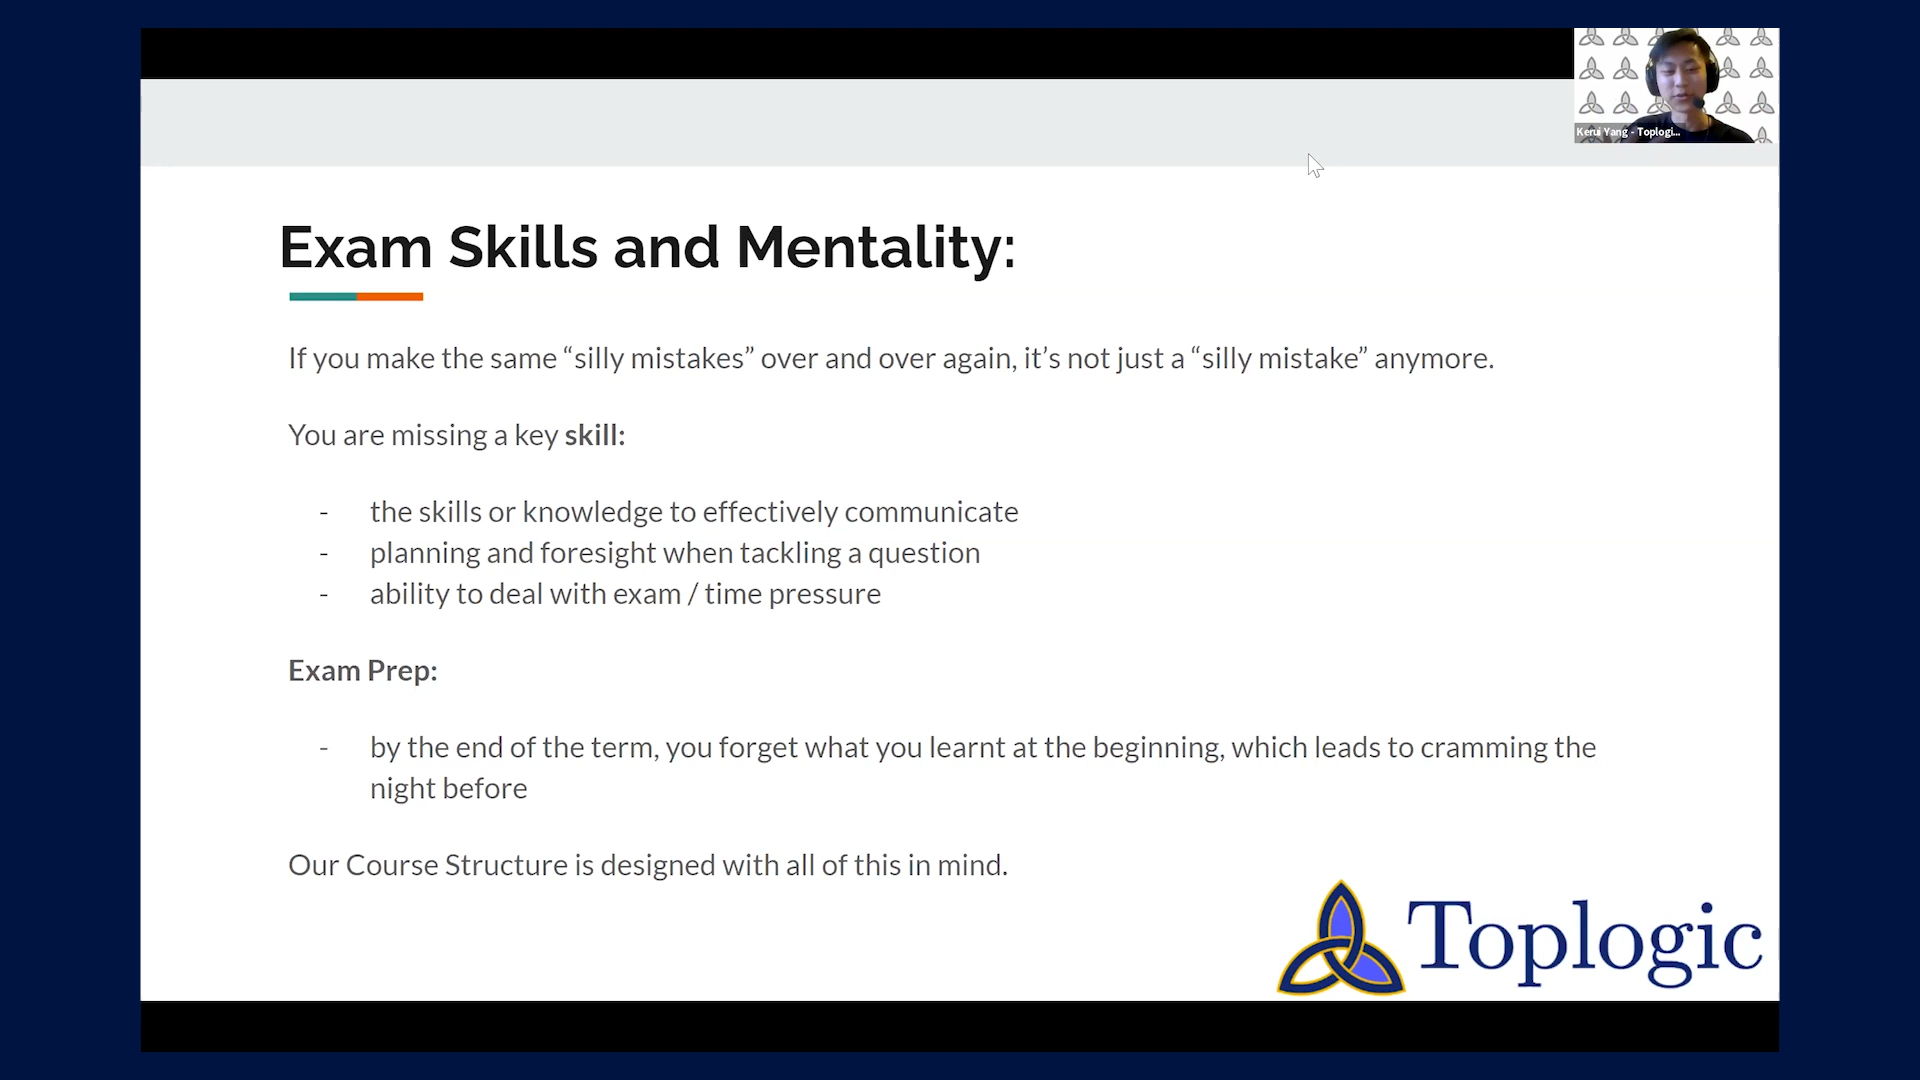 Kerui Yang - Toplogi...
Exam Skills and Mentality:
If you make the same “silly mistakes” over and over again, it’s not just a “silly mistake” anymore.
You are missing a key skill:
- the skills or knowledge to effectively communicate
- planning and foresight when tackling a question
- ability to deal with exam / time pressure
Exam Prep:
- by the end of the term, you forget what you learnt at the beginning, which leads to cramming the
night before
Our Course Structure is designed with all of this in mind.
Toplogic